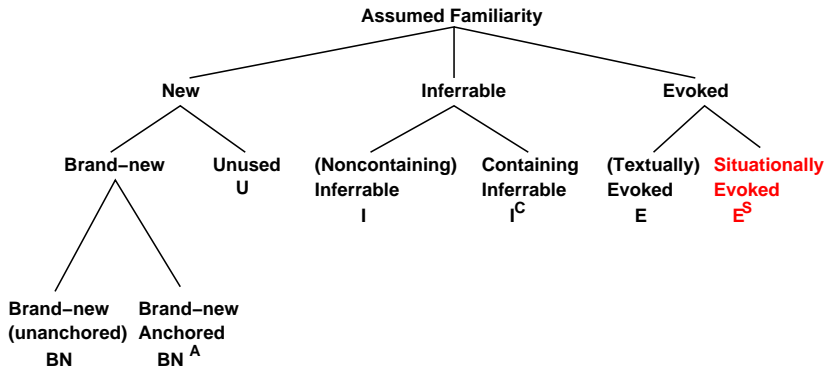 Assumed Familiarity
New
Inferrable
Evoked
Brand−new
Unused
U
(Noncontaining)
Inferrable
I
Containing
Inferrable
I^C
(Textually)
Evoked
E
Situationally
Evoked
E^S
Brand−new
(unanchored)
BN
Brand−new
Anchored
BN^A